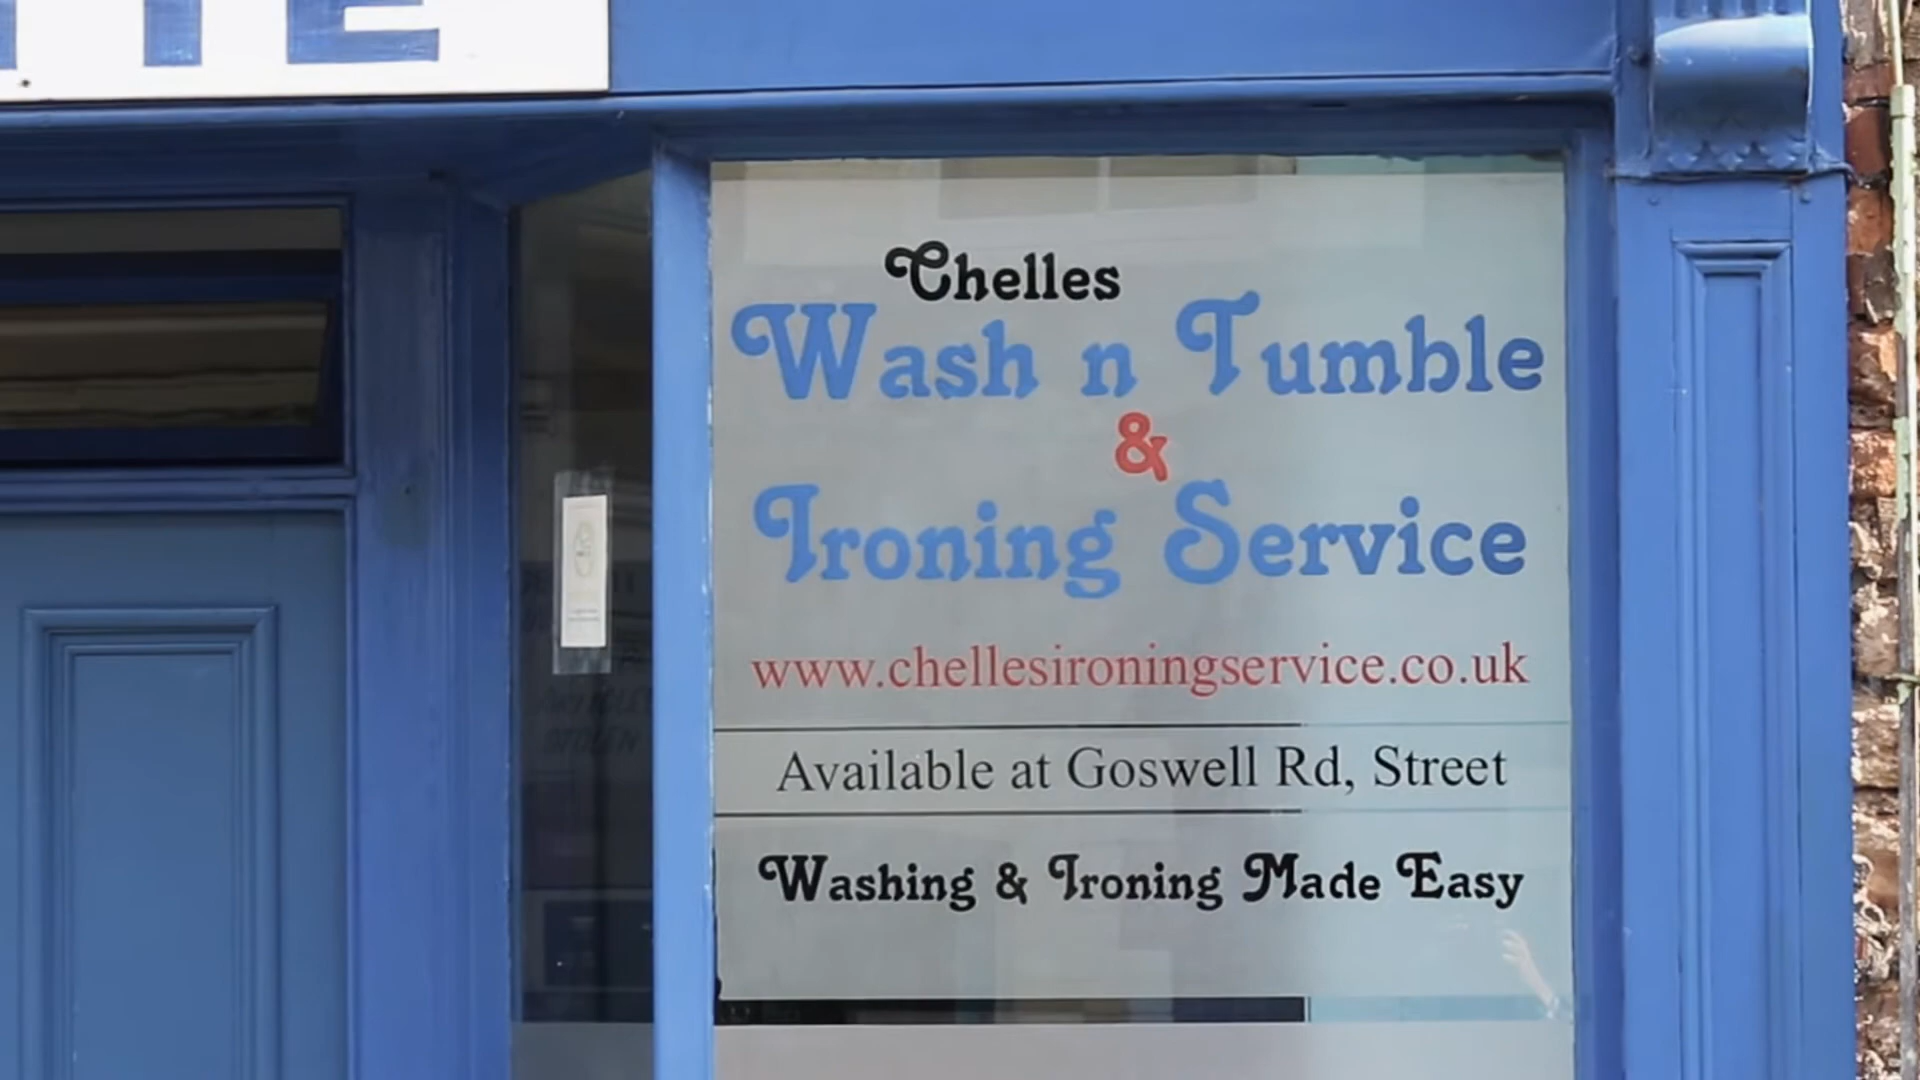 Chelles
Wash n Tumble
&
Ironing Service
www.chellesironingservice.co.uk
Available at Goswell Rd, Street
Washing & Ironing Made Easy